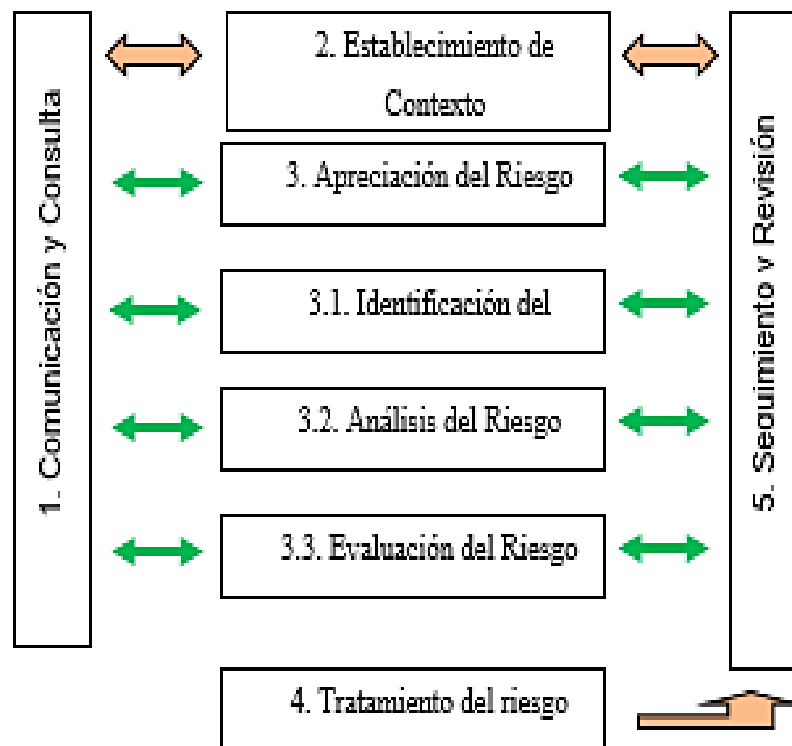 1. Comunicación y Consulta
2. Establecimiento de
Contexto
3. Apreciación del Riesgo
3.1. Identificación del
3.2. Análisis del Riesgo
3.3. Evaluación del Riesgo
4. Tratamiento del riesgo
5. Seguimiento y Revisión